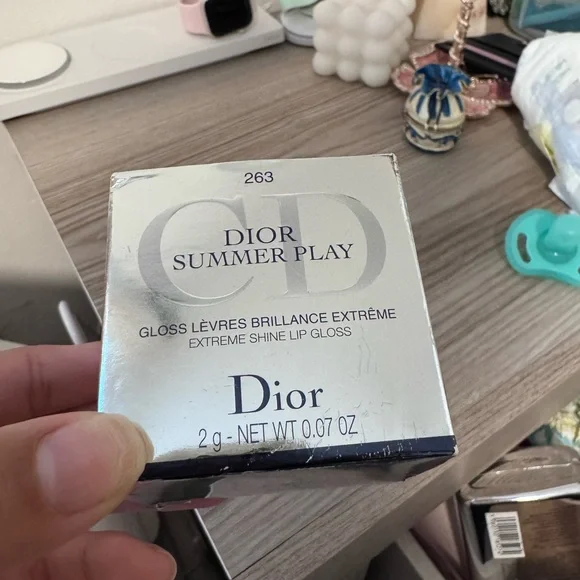 263
CD
DIOR
SUMMER PLAY
GLOSS LÈVRES BRILLANCE EXTRÊME
EXTREME SHINE LIP GLOSS
Dior
2 g - NET WT 0.07 OZ